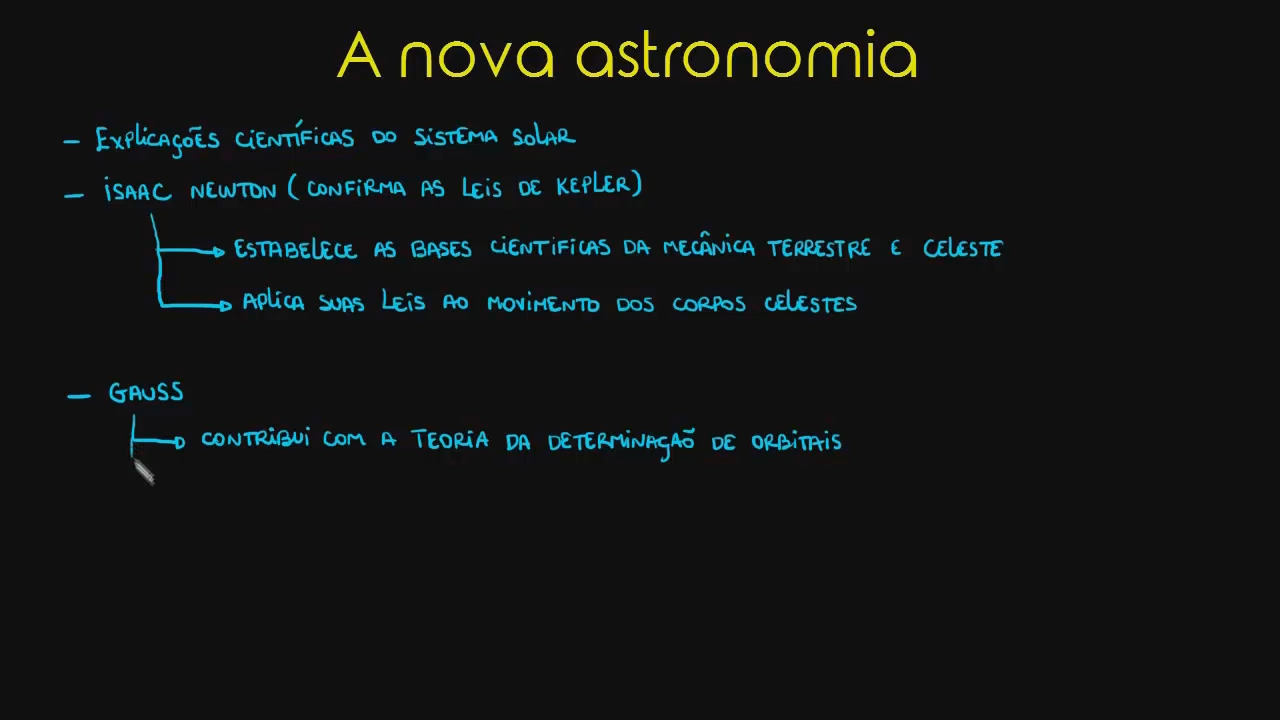 A nova astronomia
- Explicações científicas do sistema solar
- Isaac Newton (confirma as leis de Kepler)
estabelece as bases cientificas da mecânica terrestre e celeste
aplica suas leis ao movimento dos corpos celestes
- Gauss
contribui com a teoria da determinação de orbitais